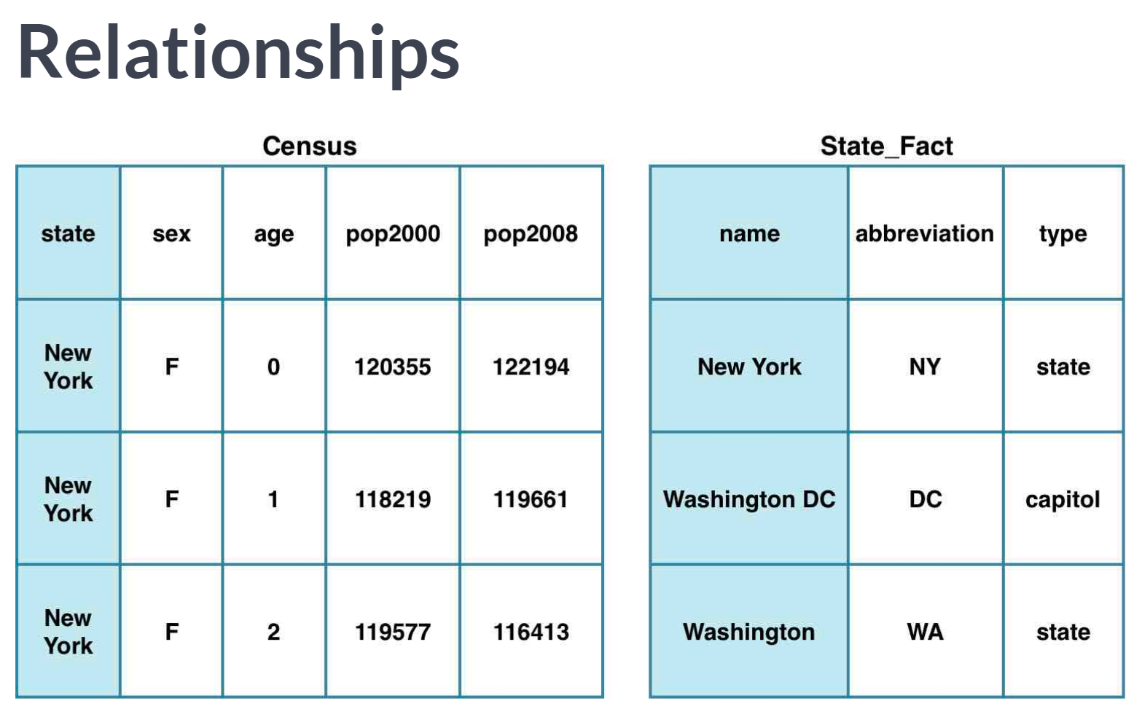 Relationships
Census
state sex age pop2000 pop2008
New York F 0 120355 122194
New York F 1 118219 119661
New York F 2 119577 116413
State_Fact
name abbreviation type
New York NY state
Washington DC DC capitol
Washington WA state